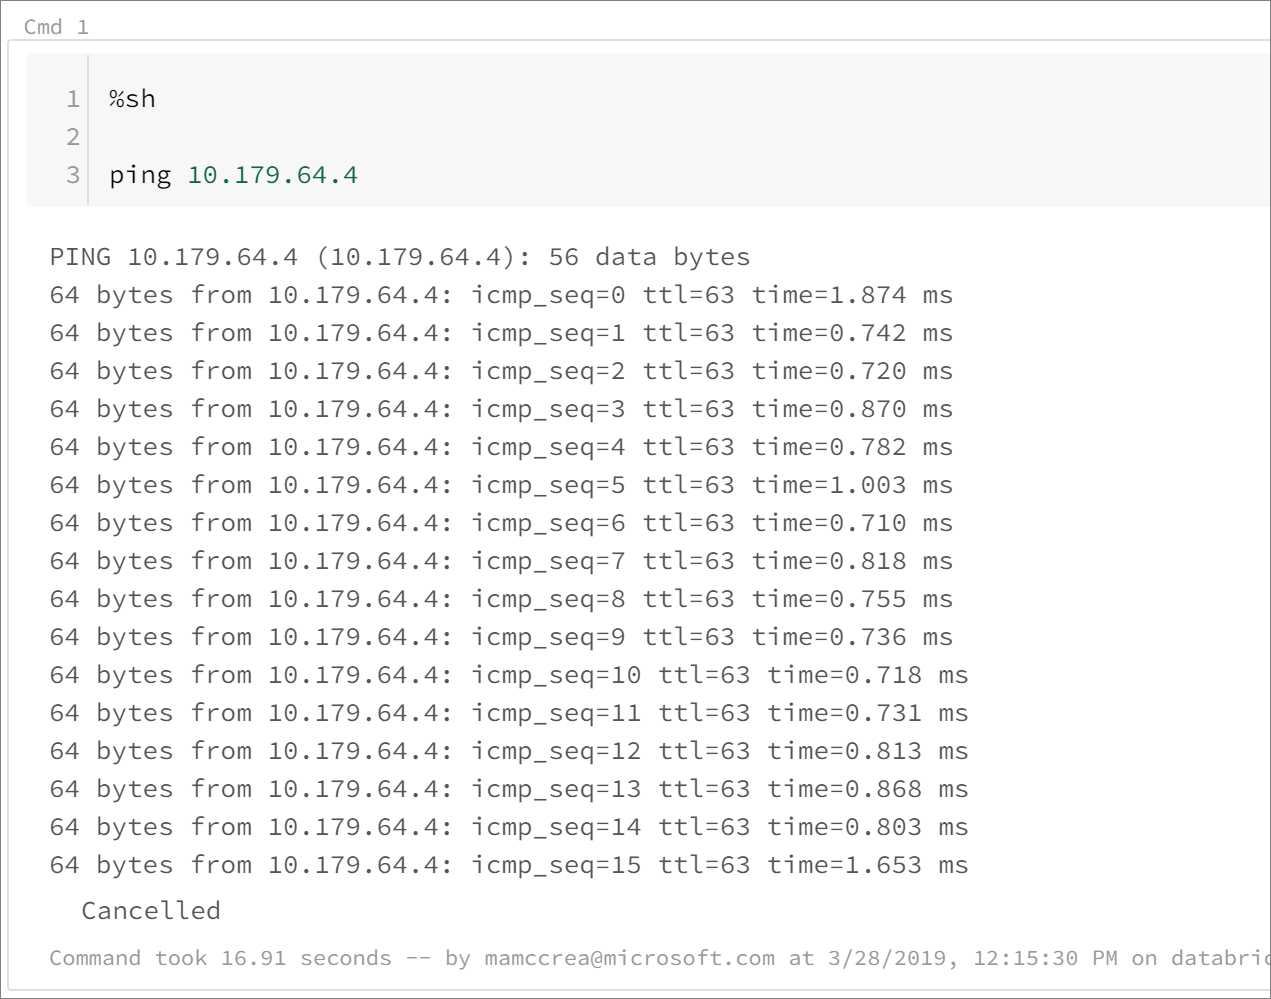 Cmd 1
1 %sh
2
3 ping 10.179.64.4
PING 10.179.64.4 (10.179.64.4): 56 data bytes
64 bytes from 10.179.64.4: icmp_seq=0 ttl=63 time=1.874 ms
64 bytes from 10.179.64.4: icmp_seq=1 ttl=63 time=0.742 ms
64 bytes from 10.179.64.4: icmp_seq=2 ttl=63 time=0.720 ms
64 bytes from 10.179.64.4: icmp_seq=3 ttl=63 time=0.870 ms
64 bytes from 10.179.64.4: icmp_seq=4 ttl=63 time=0.782 ms
64 bytes from 10.179.64.4: icmp_seq=5 ttl=63 time=1.003 ms
64 bytes from 10.179.64.4: icmp_seq=6 ttl=63 time=0.710 ms
64 bytes from 10.179.64.4: icmp_seq=7 ttl=63 time=0.818 ms
64 bytes from 10.179.64.4: icmp_seq=8 ttl=63 time=0.755 ms
64 bytes from 10.179.64.4: icmp_seq=9 ttl=63 time=0.736 ms
64 bytes from 10.179.64.4: icmp_seq=10 ttl=63 time=0.718 ms
64 bytes from 10.179.64.4: icmp_seq=11 ttl=63 time=0.731 ms
64 bytes from 10.179.64.4: icmp_seq=12 ttl=63 time=0.813 ms
64 bytes from 10.179.64.4: icmp_seq=13 ttl=63 time=0.868 ms
64 bytes from 10.179.64.4: icmp_seq=14 ttl=63 time=0.803 ms
64 bytes from 10.179.64.4: icmp_seq=15 ttl=63 time=1.653 ms
Cancelled
Command took 16.91 seconds -- by mamccrea@microsoft.com at 3/28/2019, 12:15:30 PM on databric